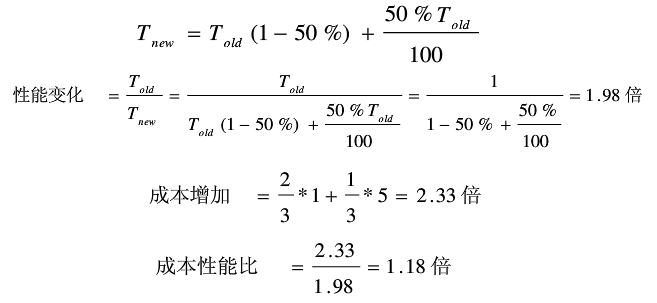 T_new = T_old (1 − 50 %) + 50 % T_old / 100
性能变化 = T_old / T_new = T_old / (T_old (1 − 50 %) + 50 % T_old / 100) = 1 / (1 − 50 % + 50 % / 100) = 1.98 倍
成本增加 = 2/3 * 1 + 1/3 * 5 = 2.33 倍
成本性能比 = 2.33 / 1.98 = 1.18 倍